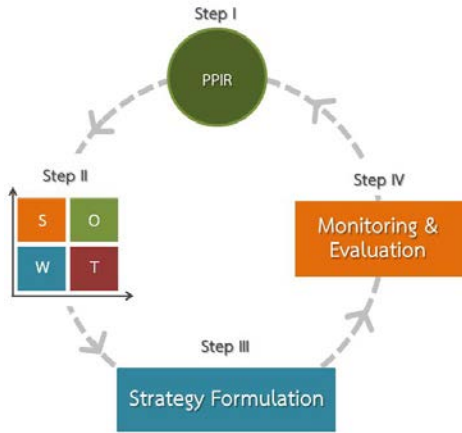 Step I
PPIR
Step II
S O
W T
Step IV
Monitoring &
Evaluation
Step III
Strategy Formulation